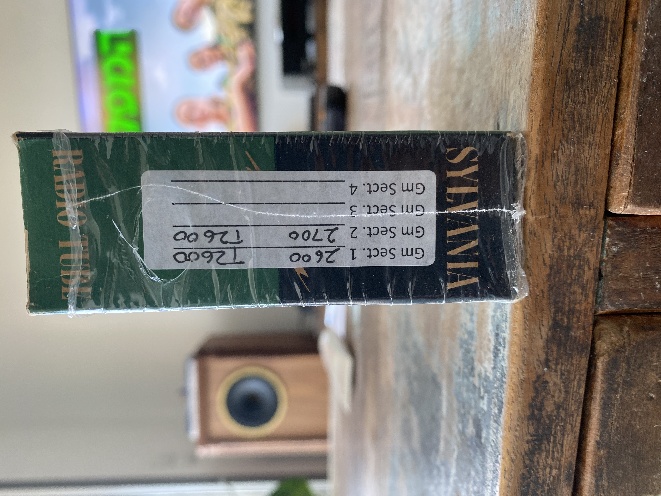 SYLVANIA
Gm Sect. 1 2600 T2600
Gm Sect. 2 2700 T2600
Gm Sect. 3
Gm Sect. 4
RADIO TUBE